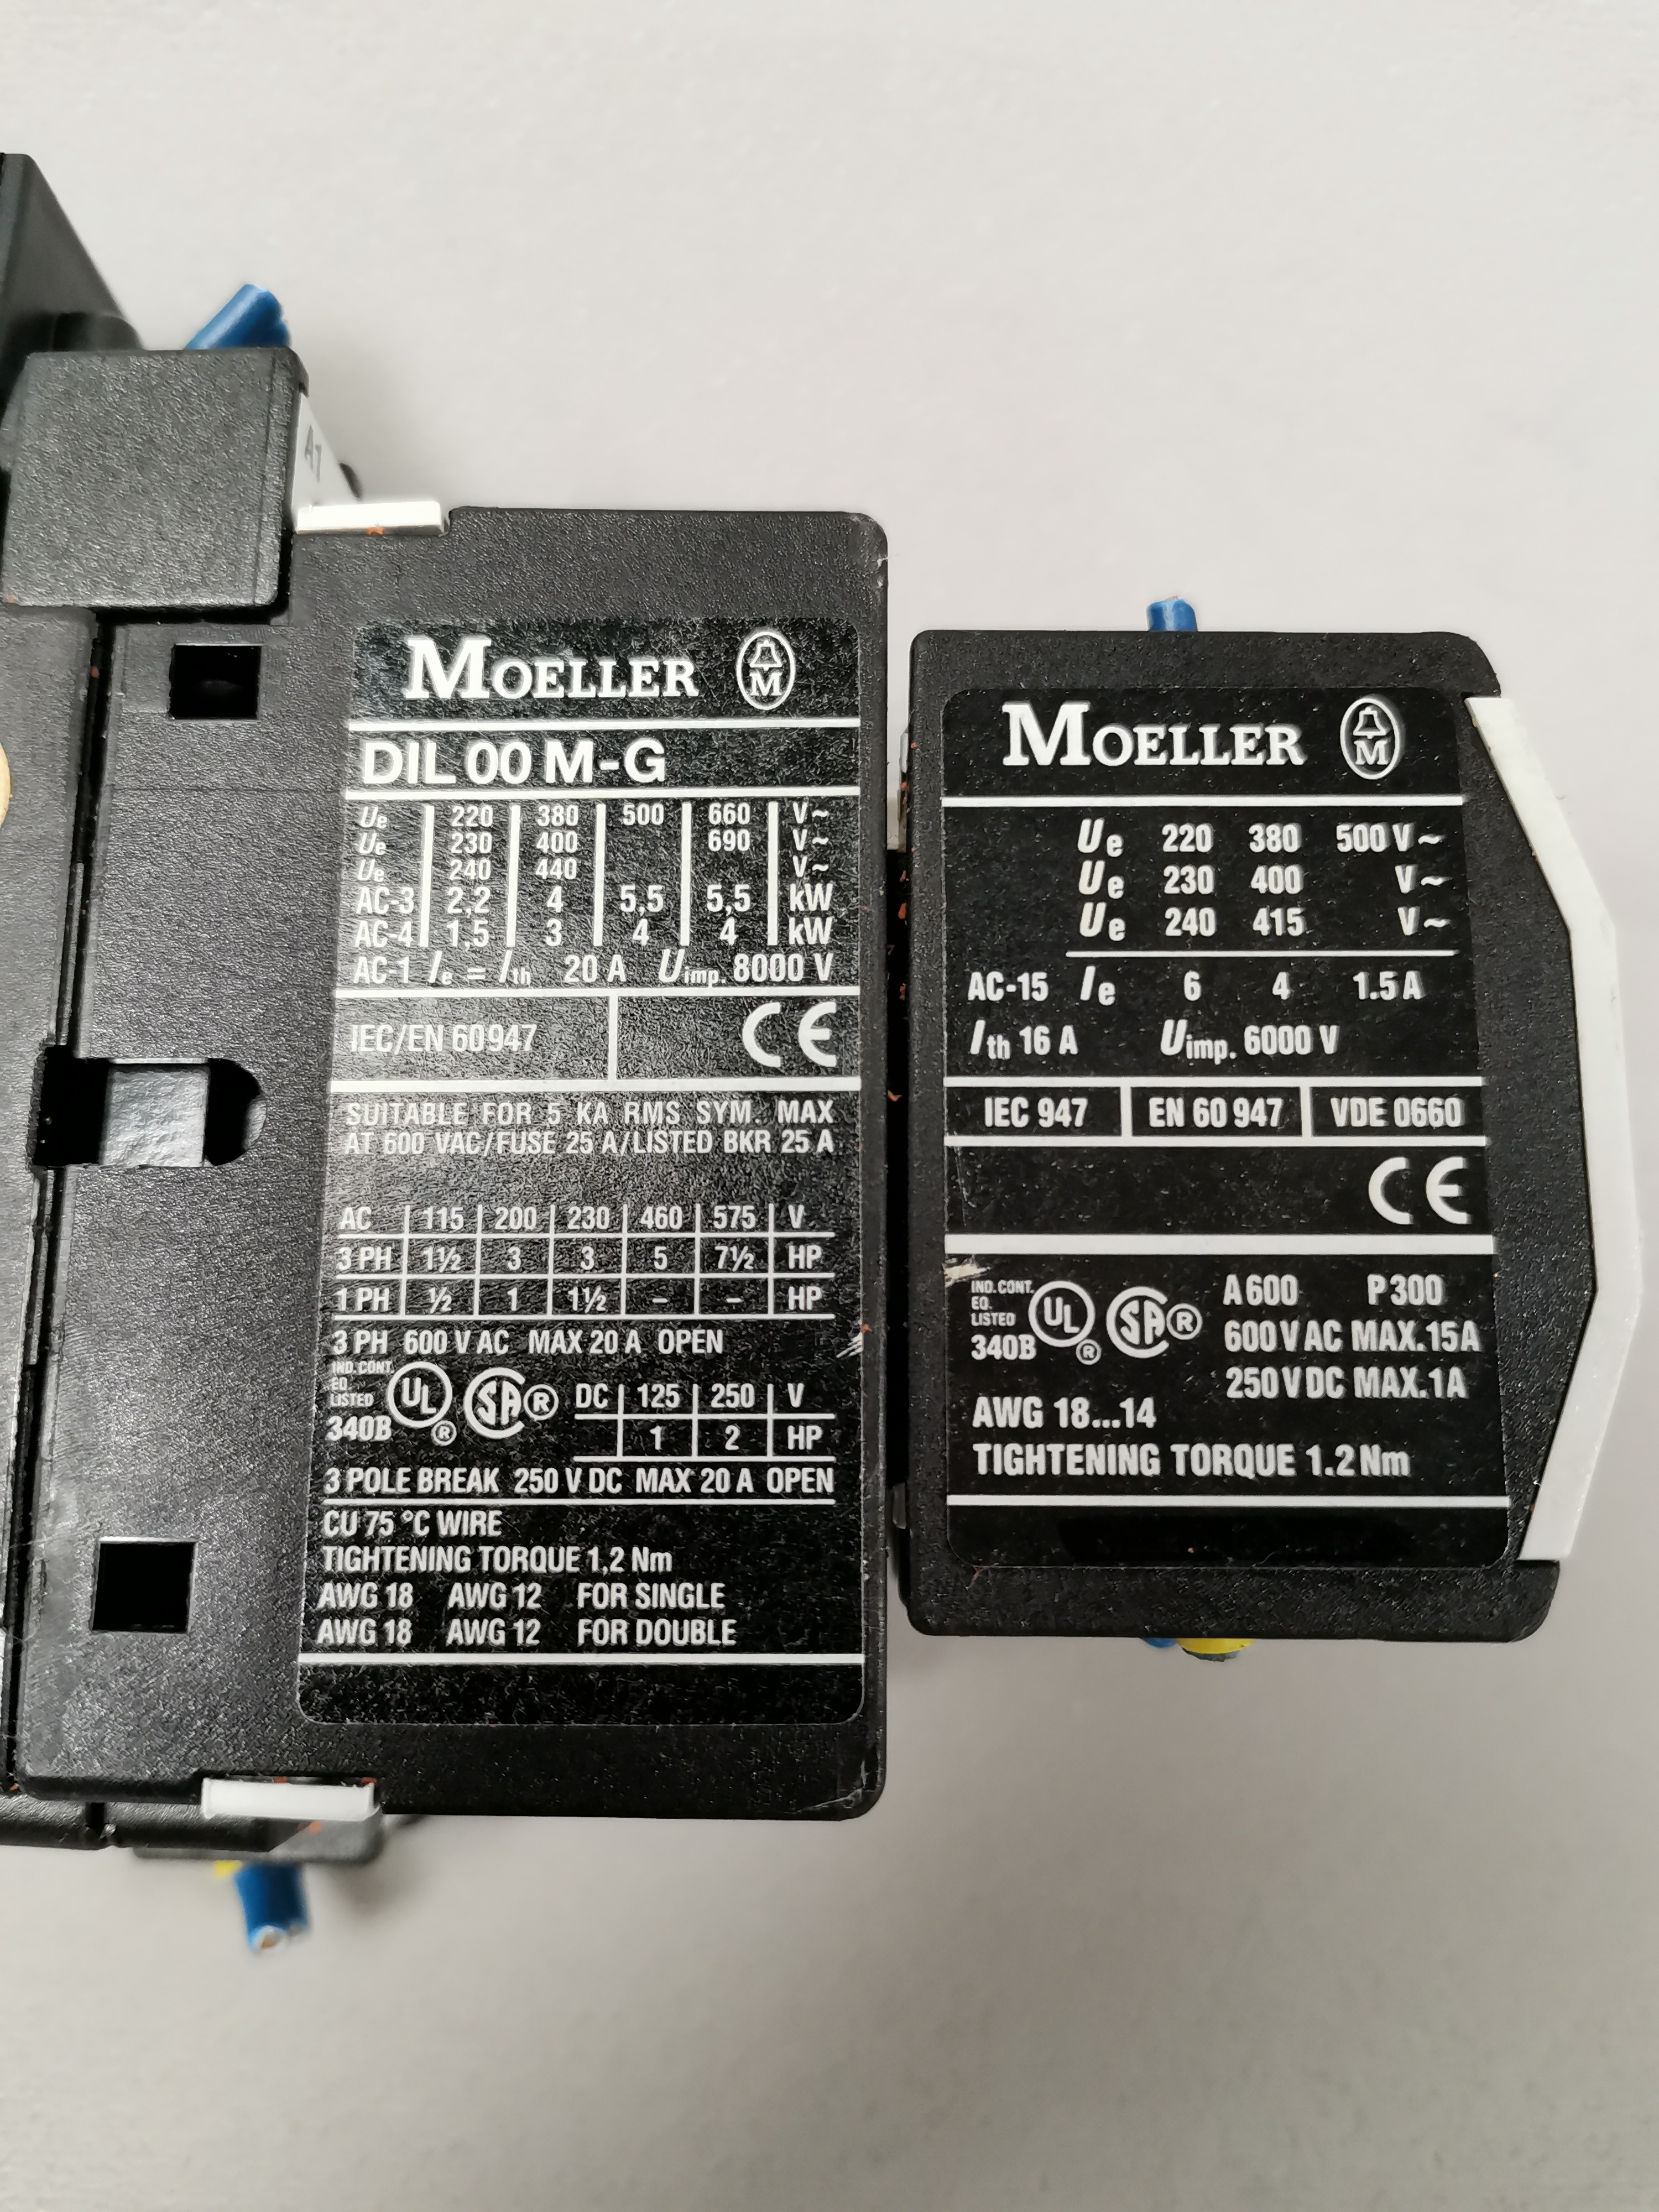 A1
MOELLER M
DIL 00 M-G
Ue 220 380 500 660 V~
Ue 230 400 690 V~
Ue 240 440 V~
AC-3 2,2 4 5,5 5,5 kW
AC-4 1,5 3 4 4 kW
AC-1 Ie = Ith 20 A Uimp. 8000 V
IEC/EN 60947 CE
SUITABLE FOR 5 KA RMS SYM. MAX
AT 600 VAC/FUSE 25 A/LISTED BKR 25 A
AC 115 200 230 460 575 V
3 PH 1½ 3 3 5 7½ HP
1 PH ½ 1 1½ – – HP
3 PH 600 V AC MAX 20 A OPEN
IND. CONT.
EQ.
LISTED
340B UL ® SA ®
DC 125 250 V
1 2 HP
3 POLE BREAK 250 V DC MAX 20 A OPEN
CU 75 °C WIRE
TIGHTENING TORQUE 1,2 Nm
AWG 18 AWG 12 FOR SINGLE
AWG 18 AWG 12 FOR DOUBLE
MOELLER M
Ue 220 380 500 V~
Ue 230 400 V~
Ue 240 415 V~
AC-15 Ie 6 4 1.5 A
Ith 16 A Uimp. 6000 V
IEC 947 EN 60 947 VDE 0660
CE
IND. CONT.
EQ.
LISTED
340B UL ® SA ®
A 600 P 300
600 V AC MAX. 15 A
250 V DC MAX. 1 A
AWG 18...14
TIGHTENING TORQUE 1.2 Nm